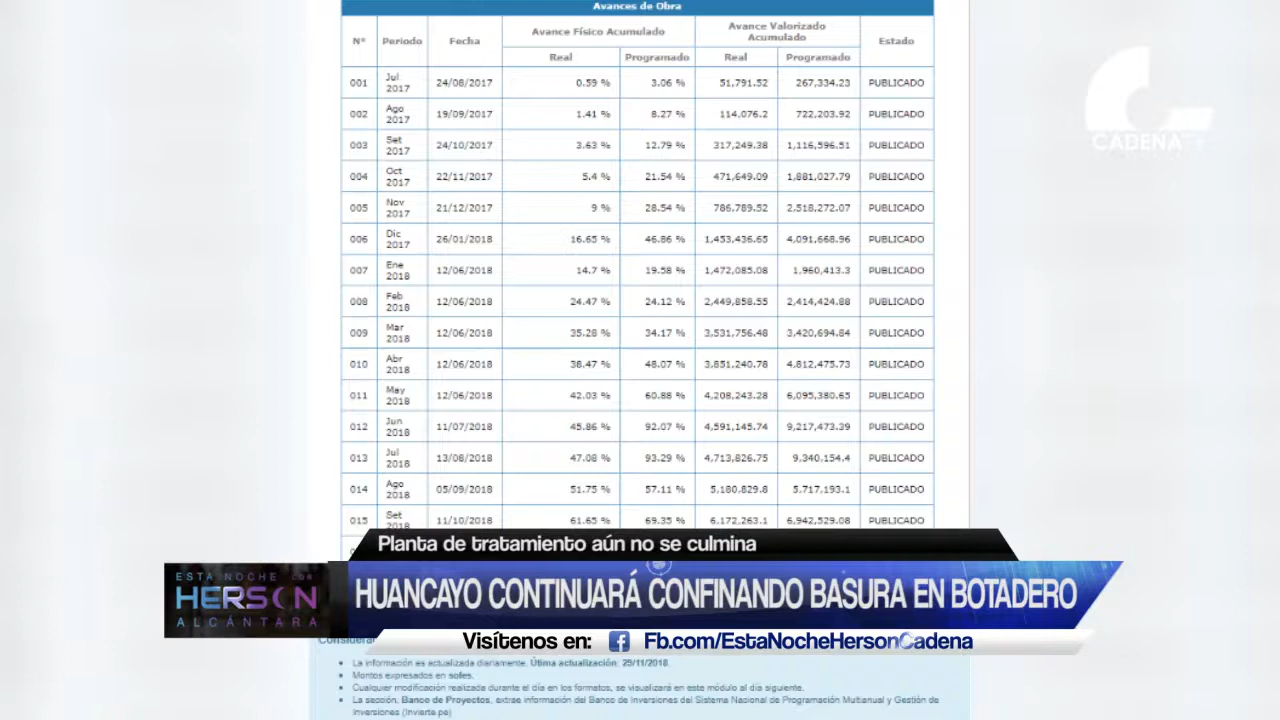 Avances de Obra
Nº Periodo Fecha Avance Físico Acumulado Avance Valorizado Acumulado Estado
Real Programado Real Programado
001 Jul 2017 24/08/2017 0.59 % 3.06 % 51,791.52 267,334.23 PUBLICADO
002 Ago 2017 19/09/2017 1.41 % 8.27 % 114,076.2 722,203.92 PUBLICADO
003 Set 2017 24/10/2017 3.63 % 12.79 % 317,249.38 1,116,596.51 PUBLICADO
004 Oct 2017 22/11/2017 5.4 % 21.54 % 471,649.09 1,881,027.79 PUBLICADO
005 Nov 2017 21/12/2017 9 % 28.54 % 786,789.52 2,518,272.07 PUBLICADO
006 Dic 2017 26/01/2018 16.65 % 46.86 % 1,453,436.65 4,091,668.96 PUBLICADO
007 Ene 2018 12/06/2018 14.7 % 19.58 % 1,472,085.08 1,960,413.3 PUBLICADO
008 Feb 2018 12/06/2018 24.47 % 24.12 % 2,449,858.55 2,414,424.88 PUBLICADO
009 Mar 2018 12/06/2018 35.28 % 34.17 % 3,531,756.48 3,420,694.84 PUBLICADO
010 Abr 2018 12/06/2018 38.47 % 48.07 % 3,851,240.78 4,812,475.73 PUBLICADO
011 May 2018 12/06/2018 42.03 % 60.88 % 4,208,243.28 6,095,380.65 PUBLICADO
012 Jun 2018 11/07/2018 45.86 % 92.07 % 4,591,145.74 9,217,473.39 PUBLICADO
013 Jul 2018 13/08/2018 47.08 % 93.29 % 4,713,826.75 9,340,154.4 PUBLICADO
014 Ago 2018 05/09/2018 51.75 % 57.11 % 5,180,829.8 5,717,193.1 PUBLICADO
015 Set 2018 11/10/2018 61.65 % 69.35 % 6,172,263.1 6,942,529.08 PUBLICADO
CADENA
Planta de tratamiento aún no se culmina
ESTA NOCHE CON
HERSON
ALCÁNTARA
HUANCAYO CONTINUARÁ CONFINANDO BASURA EN BOTADERO
Visítenos en: Fb.com/EstaNocheHersonCadena
La información es actualizada diariamente. Útima actualización: 25/11/2018.
Montos expresados en soles.
Cualquier modificación realizada durante el día en los formatos, se visualizará en este módulo al día siguiente.
La sección, Banco de Proyectos, extrae información del Banco de Inversiones del Sistema Nacional de Programación Multianual y Gestión de
Inversiones (Invierte.pe)